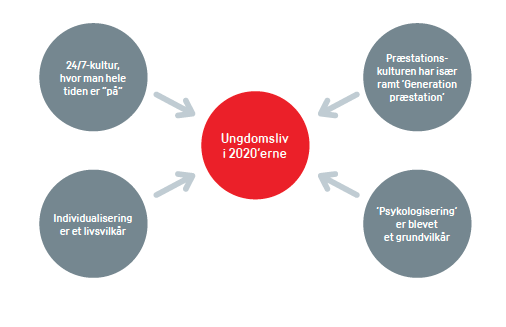 24/7-kultur,
hvor man hele
tiden er ”på”
Præstations-
kulturen har især
ramt ’Generation
præstation’
Ungdomsliv
i 2020’erne
Individualisering
er et livsvilkår
’Psykologisering’
er blevet
et grundvilkår